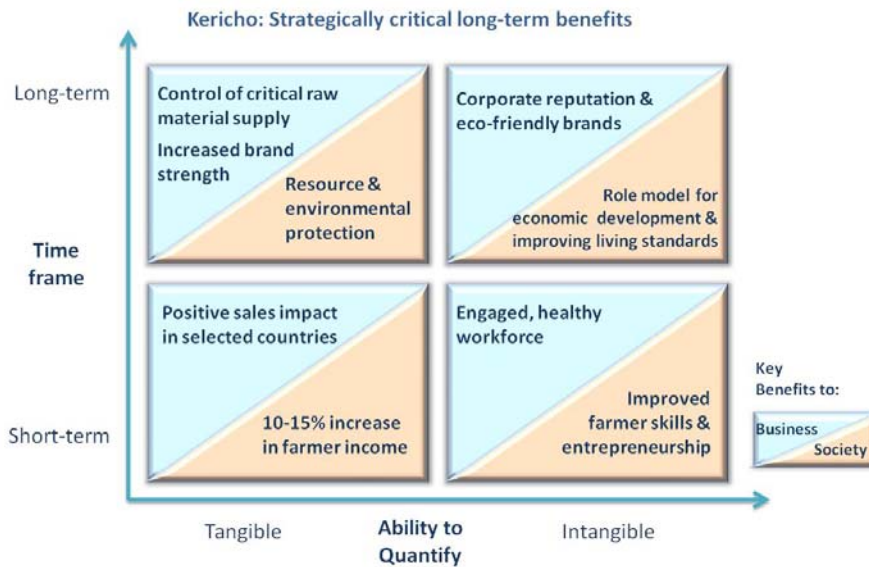 Kericho: Strategically critical long-term benefits
Long-term
Control of critical raw
material supply
Increased brand
strength
Resource &
environmental
protection
Corporate reputation &
eco-friendly brands
Role model for
economic development &
improving living standards
Time
frame
Positive sales impact
in selected countries
10-15% increase
in farmer income
Engaged, healthy
workforce
Improved
farmer skills &
entrepreneurship
Short-term
Key
Benefits to:
Business
Society
Tangible
Ability to
Quantify
Intangible